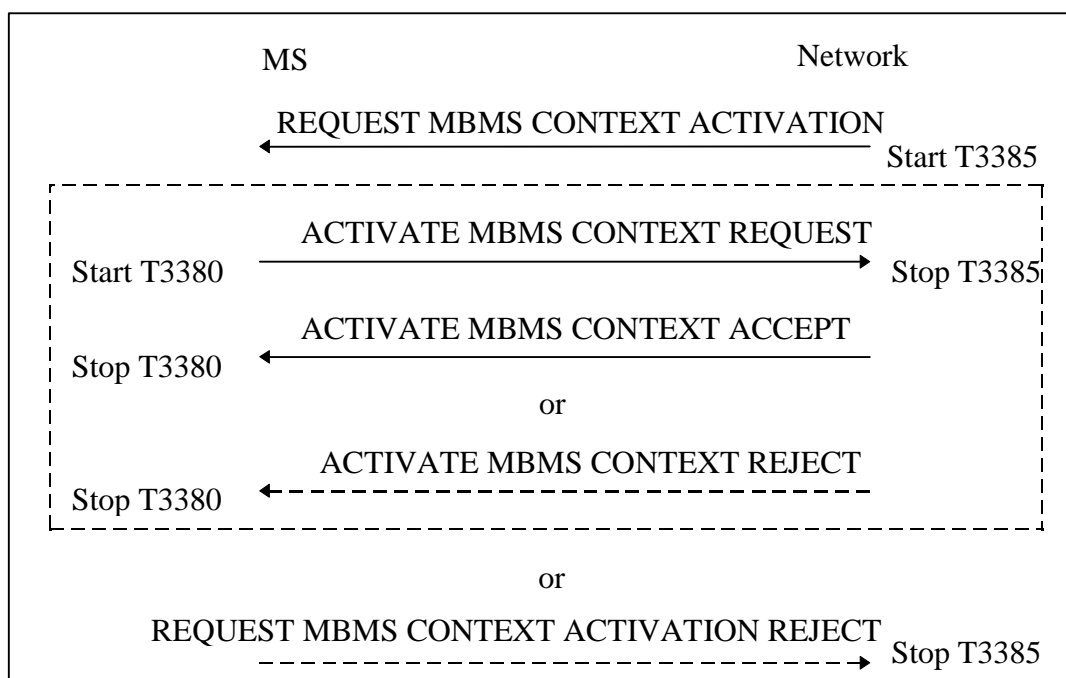 MS Network
REQUEST MBMS CONTEXT ACTIVATION
Start T3385
ACTIVATE MBMS CONTEXT REQUEST
Start T3380 Stop T3385
ACTIVATE MBMS CONTEXT ACCEPT
Stop T3380
or
ACTIVATE MBMS CONTEXT REJECT
Stop T3380
or
REQUEST MBMS CONTEXT ACTIVATION REJECT
Stop T3385